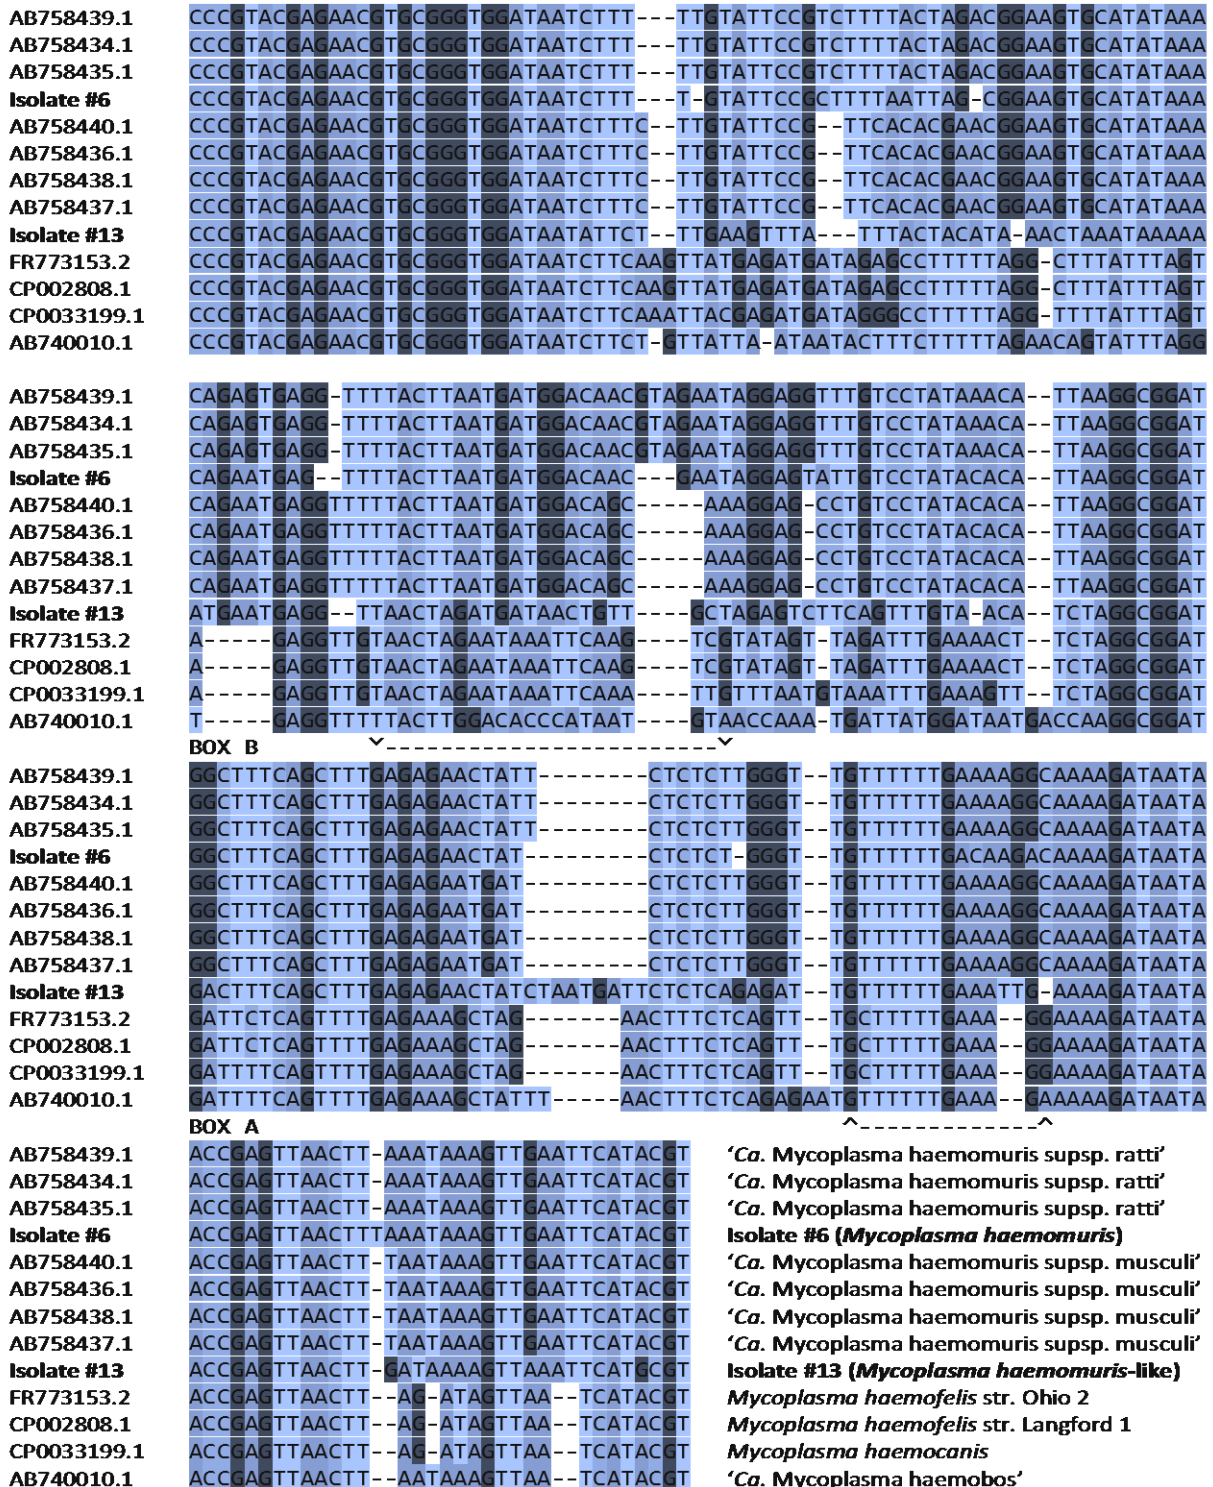 AB758439.1 CCCGTACGAGAACGTGCGGGTGGATAATCTTT---TTGTATTCCGTCTTTTACTAGACGGAAGTGCATATAAA
AB758434.1 CCCGTACGAGAACGTGCGGGTGGATAATCTTT---TTGTATTCCGTCTTTTACTAGACGGAAGTGCATATAAA
AB758435.1 CCCGTACGAGAACGTGCGGGTGGATAATCTTT---TTGTATTCCGTCTTTTACTAGACGGAAGTGCATATAAA
Isolate #6 CCCGTACGAGAACGTGCGGGTGGATAATCTTT---T-GTATTCCGCTTTTAATTAG-CGGAAGTGCATATAAA
AB758440.1 CCCGTACGAGAACGTGCGGGTGGATAATCTTTC--TTGTATTCCG--TTCACACGAACGGAAGTGCATATAAA
AB758436.1 CCCGTACGAGAACGTGCGGGTGGATAATCTTTC--TTGTATTCCG--TTCACACGAACGGAAGTGCATATAAA
AB758438.1 CCCGTACGAGAACGTGCGGGTGGATAATCTTTC--TTGTATTCCG--TTCACACGAACGGAAGTGCATATAAA
AB758437.1 CCCGTACGAGAACGTGCGGGTGGATAATCTTTC--TTGTATTCCG--TTCACACGAACGGAAGTGCATATAAA
Isolate #13 CCCGTACGAGAACGTGCGGGTGGATAATATTCT--TTGAAGTTTA--TTTACTACATA-AACTAAATAAAAA
FR773153.2 CCCGTACGAGAACGTGCGGGTGGATAATCTTCAAGTTATGAGATGATAGAGCCTTTTTAGG-CTTTATTTAGT
CP002808.1 CCCGTACGAGAACGTGCGGGTGGATAATCTTCAAGTTATGAGATGATAGAGCCTTTTTAGG-CTTTATTTAGT
CP0033199.1 CCCGTACGAGAACGTGCGGGTGGATAATCTTCAAATTACGAGATGATAGGGCCTTTTTAGG-TTTTATTTAGT
AB740010.1 CCCGTACGAGAACGTGCGGGTGGATAATCTTCT-GTTATTA-ATAATACTTTCTTTTTAGAACAGTATTTAGG
AB758439.1 CAGAGTGAGG-TTTTACTTAATGATGGACAACGTAGAATAGGAGGTTTGTCCTATAAACA--TTAAGGCGGAT
AB758434.1 CAGAGTGAGG-TTTTACTTAATGATGGACAACGTAGAATAGGAGGTTTGTCCTATAAACA--TTAAGGCGGAT
AB758435.1 CAGAGTGAGG-TTTTACTTAATGATGGACAACGTAGAATAGGAGGTTTGTCCTATAAACA--TTAAGGCGGAT
Isolate #6 CAGAATGAG--TTTTACTTAATGATGGACAAC---GAATAGGAGTATTGTCCTATACACA--TTAAGGCGGAT
AB758440.1 CAGAATGAGGTTTTTACTTAATGATGGACAGC-----AAAGGAG-CCTGTCCTATACACA--TTAAGGCGGAT
AB758436.1 CAGAATGAGGTTTTTACTTAATGATGGACAGC-----AAAGGAG-CCTGTCCTATACACA--TTAAGGCGGAT
AB758438.1 CAGAATGAGGTTTTTACTTAATGATGGACAGC-----AAAGGAG-CCTGTCCTATACACA--TTAAGGCGGAT
AB758437.1 CAGAATGAGGTTTTTACTTAATGATGGACAGC-----AAAGGAG-CCTGTCCTATACACA--TTAAGGCGGAT
Isolate #13 ATGAATGAGG--TTAACTAGATGATAACTGTT----GCTAGAGTCTTCAGTTTGTA-ACA--TCTAGGCGGAT
FR773153.2 A-----GAGGTTGTAACTAGAATAAATTCAAG----TCGTATAGT-TAGATTTGAAAACT--TCTAGGCGGAT
CP002808.1 A-----GAGGTTGTAACTAGAATAAATTCAAG----TCGTATAGT-TAGATTTGAAAACT--TCTAGGCGGAT
CP0033199.1 A-----GAGGTTGTAACTAGAATAAATTCAAA----TTGTTTAATGTAAATTTGAAAGTT--TCTAGGCGGAT
AB740010.1 T-----GAGGTTTTTACTTGGACACCCATAAT----GTAACCAAA-TGATTATGGATAATGACCAAGGCGGAT
BOX B ˅------------------------˅
AB758439.1 GGCTTTCAGCTTTGAGAGAACTATT--------CTCTCTTGGGT--TGTTTTTTGAAAAGGCAAAAGATAATA
AB758434.1 GGCTTTCAGCTTTGAGAGAACTATT--------CTCTCTTGGGT--TGTTTTTTGAAAAGGCAAAAGATAATA
AB758435.1 GGCTTTCAGCTTTGAGAGAACTATT--------CTCTCTTGGGT--TGTTTTTTGAAAAGGCAAAAGATAATA
Isolate #6 GGCTTTCAGCTTTGAGAGAACTAT---------CTCTCT-GGGT--TGTTTTTTGACAAGACAAAAGATAATA
AB758440.1 GGCTTTCAGCTTTGAGAGAATGAT---------CTCTCTTGGGT--TGTTTTTTGAAAAGGCAAAAGATAATA
AB758436.1 GGCTTTCAGCTTTGAGAGAATGAT---------CTCTCTTGGGT--TGTTTTTTGAAAAGGCAAAAGATAATA
AB758438.1 GGCTTTCAGCTTTGAGAGAATGAT---------CTCTCTTGGGT--TGTTTTTTGAAAAGGCAAAAGATAATA
AB758437.1 GGCTTTCAGCTTTGAGAGAATGAT---------CTCTCTTGGGT--TGTTTTTTGAAAAGGCAAAAGATAATA
Isolate #13 GACTTTCAGCTTTGAGAGAACTATCTAATGATTCTCTCAGAGAT--TGTTTTTTGAAATTG-AAAAGATAATA
FR773153.2 GATTCTCAGTTTTGAGAAAGCTAG-------AACTTTCTCAGTT--TGCTTTTTGAAA--GGAAAAGATAATA
CP002808.1 GATTCTCAGTTTTGAGAAAGCTAG-------AACTTTCTCAGTT--TGCTTTTTGAAA--GGAAAAGATAATA
CP0033199.1 GATTTTCAGTTTTGAGAAAGCTAG-------AACTTTCTCAGTT--TGCTTTTTGAAA--GGAAAAGATAATA
AB740010.1 GATTTTCAGTTTTGAGAAAGCTATTT-----AACTTTCTCAGAGAATGTTTTTTGAAA--GAAAAAGATAATA
BOX A ^-------------^
AB758439.1 ACCGAGTTAACTT-AAATAAAGTTGAATTCATACGT ‘Ca. Mycoplasma haemomuris supsp. ratti’
AB758434.1 ACCGAGTTAACTT-AAATAAAGTTGAATTCATACGT ‘Ca. Mycoplasma haemomuris supsp. ratti’
AB758435.1 ACCGAGTTAACTT-AAATAAAGTTGAATTCATACGT ‘Ca. Mycoplasma haemomuris supsp. ratti’
Isolate #6 ACCGAGTTAACTTTAAATAAAGTTGAATTCATACGT Isolate #6 (Mycoplasma haemomuris)
AB758440.1 ACCGAGTTAACTT-TAATAAAGTTGAATTCATACGT ‘Ca. Mycoplasma haemomuris supsp. musculi’
AB758436.1 ACCGAGTTAACTT-TAATAAAGTTGAATTCATACGT ‘Ca. Mycoplasma haemomuris supsp. musculi’
AB758438.1 ACCGAGTTAACTT-TAATAAAGTTGAATTCATACGT ‘Ca. Mycoplasma haemomuris supsp. musculi’
AB758437.1 ACCGAGTTAACTT-TAATAAAGTTGAATTCATACGT ‘Ca. Mycoplasma haemomuris supsp. musculi’
Isolate #13 ACCGAGTTAACTT-GATAAAAGTTAAATTCATGCGT Isolate #13 (Mycoplasma haemomuris-like)
FR773153.2 ACCGAGTTAACTT--AG-ATAGTTAA--TCATACGT Mycoplasma haemofelis str. Ohio 2
CP002808.1 ACCGAGTTAACTT--AG-ATAGTTAA--TCATACGT Mycoplasma haemofelis str. Langford 1
CP0033199.1 ACCGAGTTAACTT--AG-ATAGTTAA--TCATACGT Mycoplasma haemocanis
AB740010.1 ACCGAGTTAACTT--AATAAAGTTAA--TCATACGT ‘Ca. Mycoplasma haemobos’